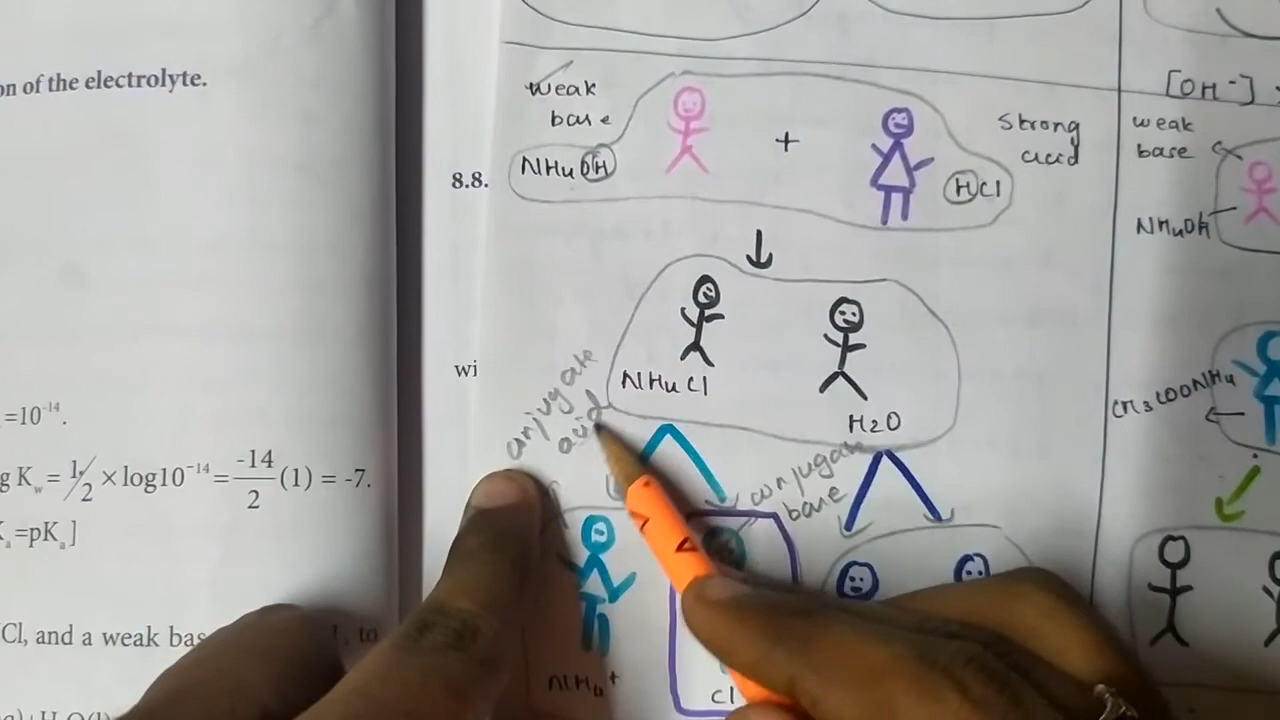 on of the electrolyte.
=10⁻¹⁴.
g K_w = 1/2 × log10⁻¹⁴ = -14/2 (1) = -7.
=pKₐ]
Cl, and a weak bas
, to
8.8.
wi
Weak
base
NH4OH
+
Strong
acid
HCl
NH4Cl
H2O
conjugate
acid
conjugate
base
NH4+
Cl
[OH-]
weak
base
NH4OH
CH3COONH4